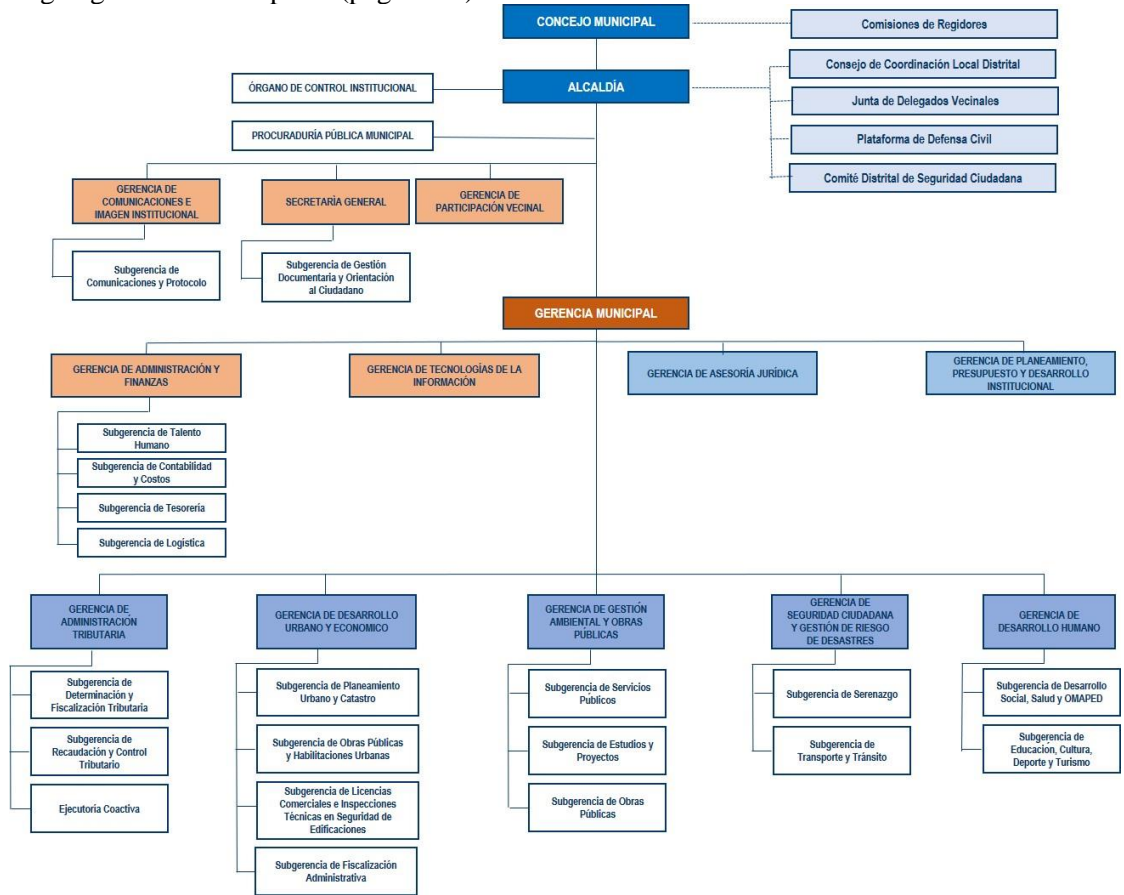 CONCEJO MUNICIPAL
Comisiones de Regidores
Consejo de Coordinación Local Distrital
ÓRGANO DE CONTROL INSTITUCIONAL
ALCALDÍA
Junta de Delegados Vecinales
PROCURADURÍA PÚBLICA MUNICIPAL
Plataforma de Defensa Civil
Comité Distrital de Seguridad Ciudadana
GERENCIA DE
COMUNICACIONES E
IMAGEN INSTITUCIONAL
SECRETARÍA GENERAL
GERENCIA DE
PARTICIPACIÓN VECINAL
Subgerencia de
Comunicaciones y Protocolo
Subgerencia de Gestión
Documentaria y Orientación
al Ciudadano
GERENCIA MUNICIPAL
GERENCIA DE ADMINISTRACIÓN Y
FINANZAS
GERENCIA DE TECNOLOGÍAS DE LA
INFORMACIÓN
GERENCIA DE ASESORÍA JURÍDICA
GERENCIA DE PLANEAMIENTO,
PRESUPUESTO Y DESARROLLO
INSTITUCIONAL
Subgerencia de Talento
Humano
Subgerencia de Contabilidad
y Costos
Subgerencia de Tesorería
Subgerencia de Logística
GERENCIA DE
ADMINISTRACIÓN
TRIBUTARIA
Subgerencia de
Determinación y
Fiscalización Tributaria
Subgerencia de
Recaudación y Control
Tributario
Ejecutoría Coactiva
GERENCIA DE DESARROLLO
URBANO Y ECONOMICO
Subgerencia de Planeamiento
Urbano y Catastro
Subgerencia de Obras Públicas
y Habilitaciones Urbanas
Subgerencia de Licencias
Comerciales e Inspecciones
Técnicas en Seguridad de
Edificaciones
Subgerencia de Fiscalización
Administrativa
GERENCIA DE GESTIÓN
AMBIENTAL Y OBRAS
PÚBLICAS
Subgerencia de Servicios
Publicos
Subgerencia de Estudios y
Proyectos
Subgerencia de Obras
Públicas
GERENCIA DE
SEGURIDAD CIUDADANA
Y GESTIÓN DE RIESGO
DE DESASTRES
Subgerencia de Serenazgo
Subgerencia de
Transporte y Tránsito
GERENCIA DE
DESARROLLO HUMANO
Subgerencia de Desarrollo
Social, Salud y OMAPED
Subgerencia de
Educación, Cultura,
Deporte y Turismo